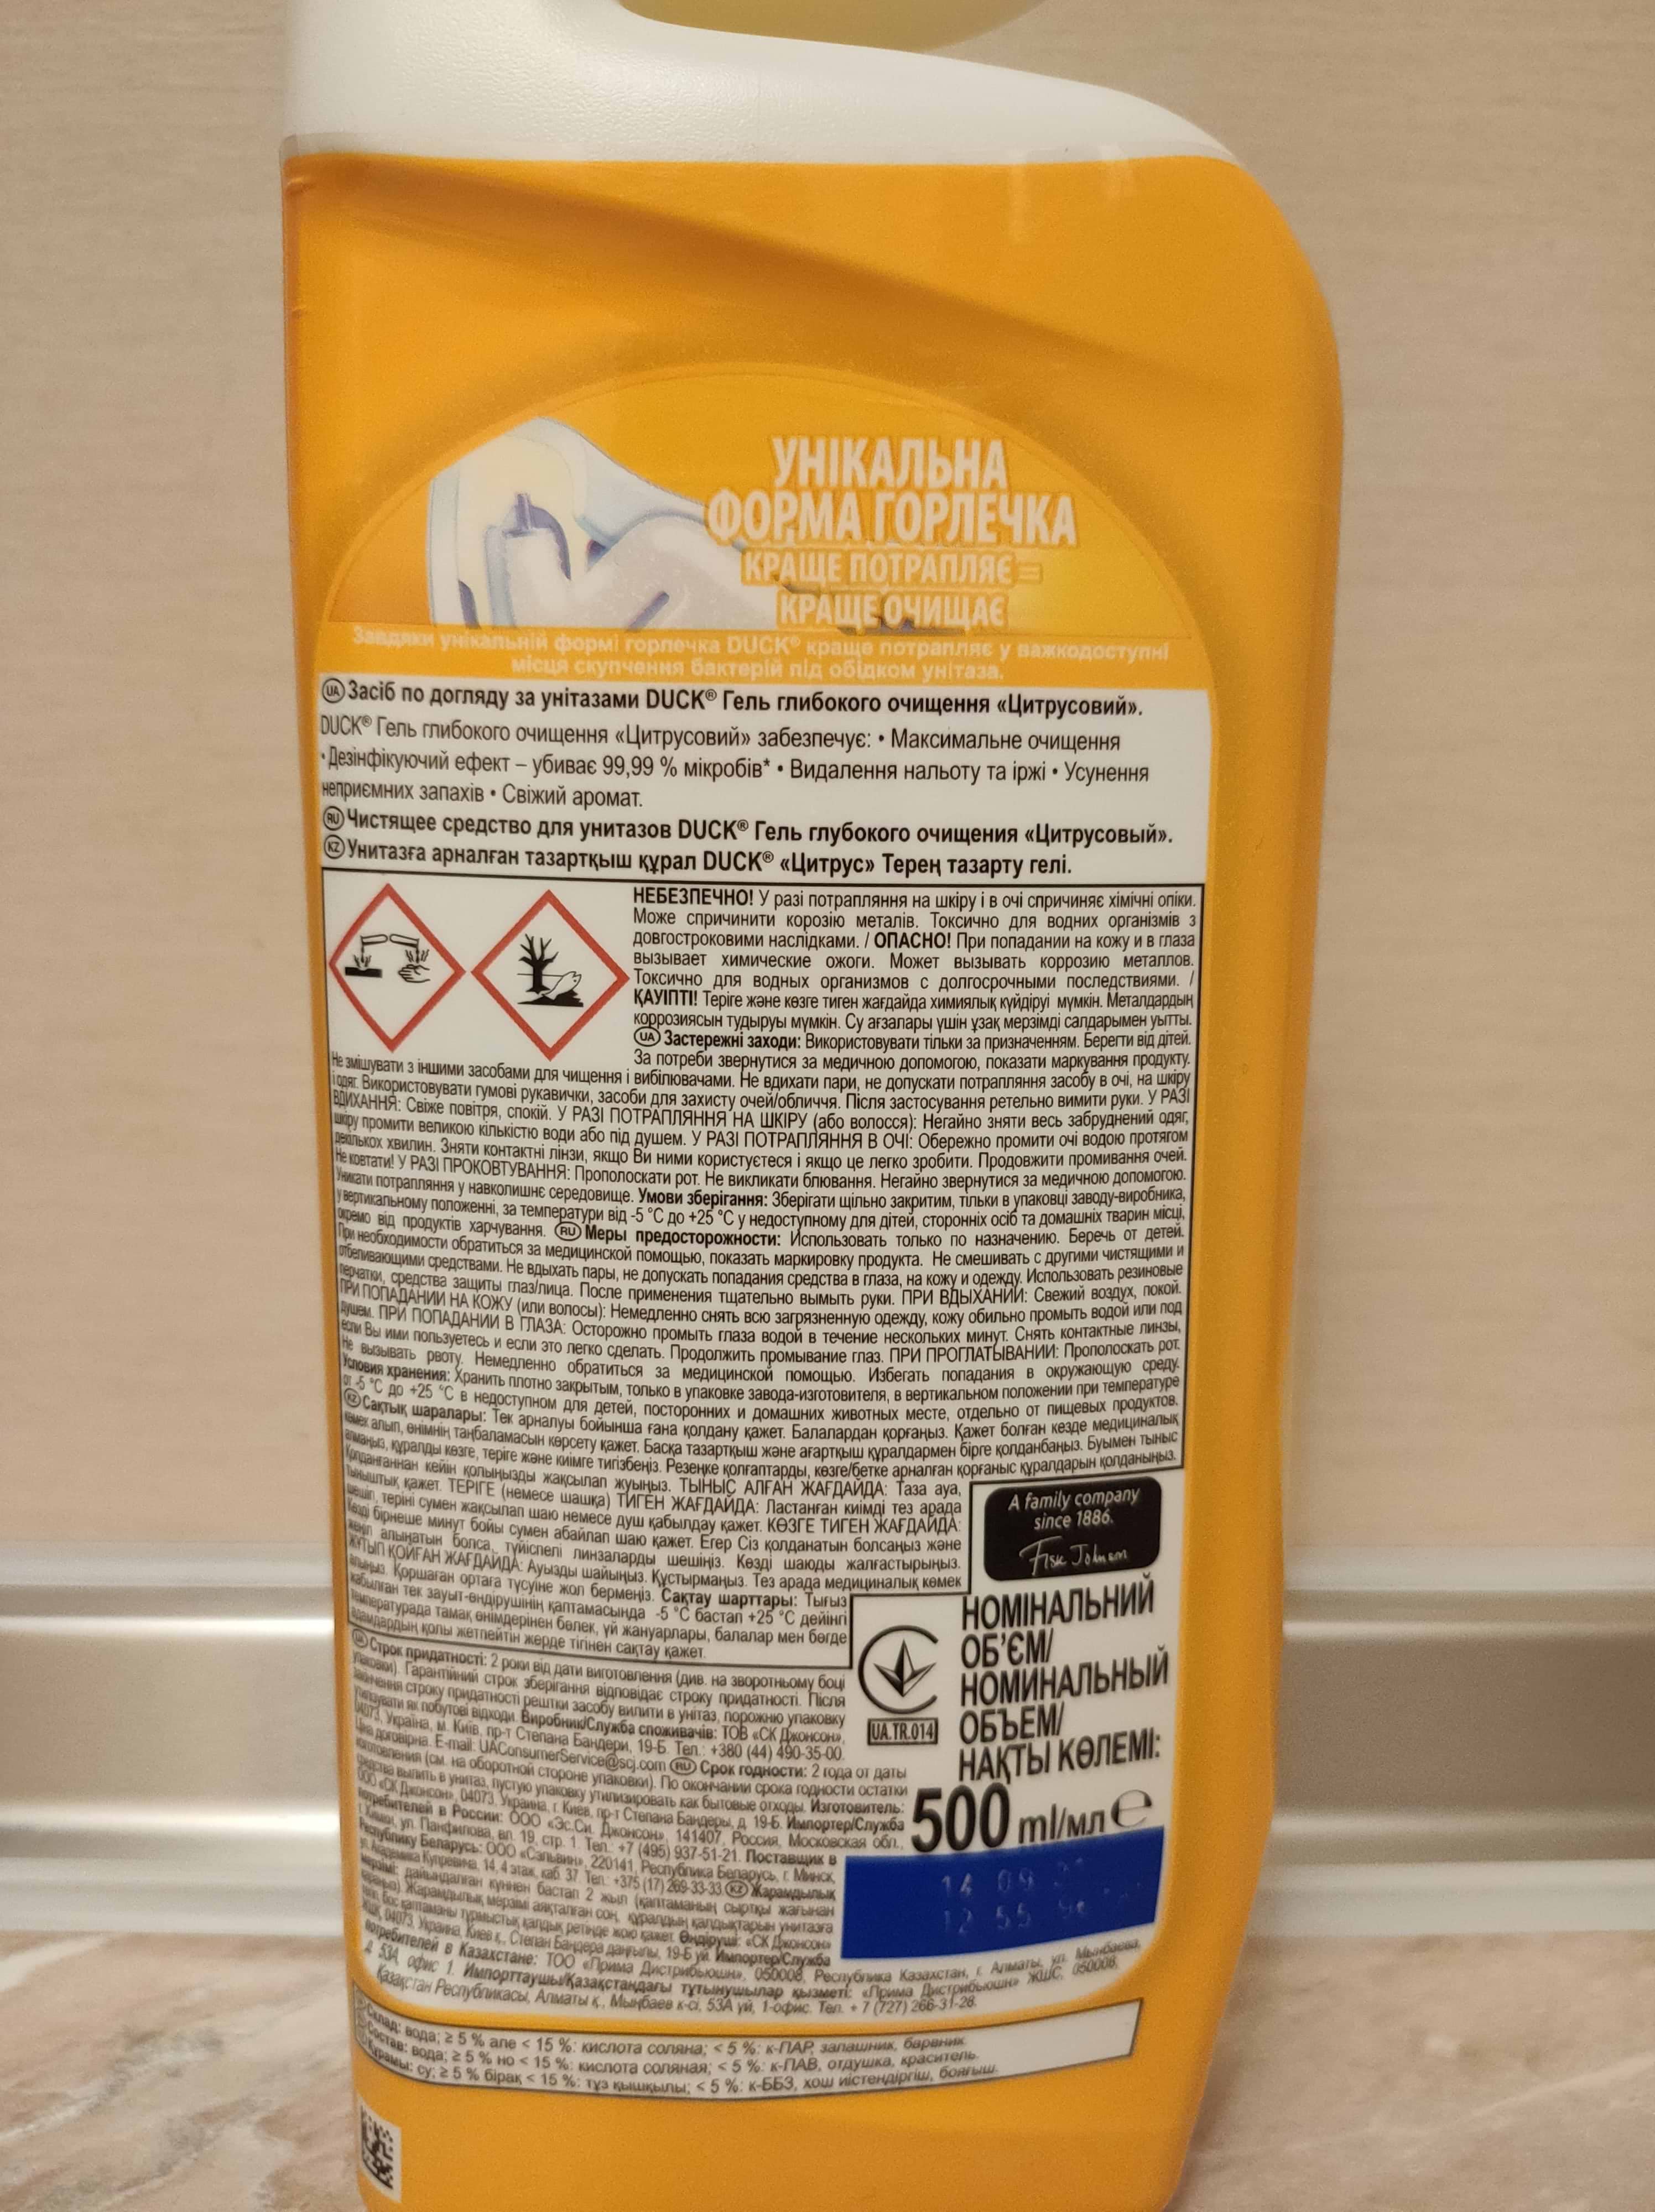 УНІКАЛЬНА
ФОРМА ГОРЛЕЧКА
КРАЩЕ ПОТРАПЛЯЄ =
КРАЩЕ ОЧИЩАЄ
Завдяки унікальній формі горлечка DUCK® краще потрапляє у важкодоступні
місця скупчення бактерій під обідком унітаза.
UA Засіб по догляду за унітазами DUCK® Гель глибокого очищення «Цитрусовий».
DUCK® Гель глибокого очищення «Цитрусовий» забезпечує: • Максимальне очищення
• Дезінфікуючий ефект – убиває 99,99 % мікробів* • Видалення нальоту та іржі • Усунення
неприємних запахів • Свіжий аромат.
RU Чистящее средство для унитазов DUCK® Гель глубокого очищения «Цитрусовый».
KZ Унитазға арналған тазартқыш құрал DUCK® «Цитрус» Терең тазарту гелі.
НЕБЕЗПЕЧНО! У разі потрапляння на шкіру і в очі спричиняє хімічні опіки.
Може спричинити корозію металів. Токсично для водних організмів з
довгостроковими наслідками. / ОПАСНО! При попадании на кожу и в глаза
вызывает химические ожоги. Может вызывать коррозию металлов.
Токсично для водных организмов с долгосрочными последствиями. /
ҚАУІПТІ! Теріге және көзге тиген жағдайда химиялық күйдіруі мүмкін. Металдардың
коррозиясын тудыруы мүмкін. Су ағзалары үшін ұзақ мерзімді салдарымен уытты.
UA Застережні заходи: Використовувати тільки за призначенням. Берегти від дітей.
За потреби звернутися за медичною допомогою, показати маркування продукту.
Не змішувати з іншими засобами для чищення і вибілювачами. Не вдихати пари, не допускати потрапляння засобу в очі, на шкіру
і одяг. Використовувати гумові рукавички, засоби для захисту очей/обличчя. Після застосування ретельно вимити руки. У РАЗІ
ВДИХАННЯ: Свіже повітря, спокій. У РАЗІ ПОТРАПЛЯННЯ НА ШКІРУ (або волосся): Негайно зняти весь забруднений одяг,
шкіру промити великою кількістю води або під душем. У РАЗІ ПОТРАПЛЯННЯ В ОЧІ: Обережно промити очі водою протягом
декількох хвилин. Зняти контактні лінзи, якщо Ви ними користуєтеся і якщо це легко зробити. Продовжити промивання очей.
Не ковтати! У РАЗІ ПРОКОВТУВАННЯ: Прополоскати рот. Не викликати блювання. Негайно звернутися за медичною допомогою.
Уникати потрапляння у навколишнє середовище. Умови зберігання: Зберігати щільно закритим, тільки в упаковці заводу-виробника,
у вертикальному положенні, за температури від -5 °C до +25 °C у недоступному для дітей, сторонніх осіб та домашніх тварин місці,
окремо від продуктів харчування. RU Меры предосторожности: Использовать только по назначению. Беречь от детей.
При необходимости обратиться за медицинской помощью, показать маркировку продукта. Не смешивать с другими чистящими и
отбеливающими средствами. Не вдыхать пары, не допускать попадания средства в глаза, на кожу и одежду. Использовать резиновые
перчатки, средства защиты глаз/лица. После применения тщательно вымыть руки. ПРИ ВДЫХАНИИ: Свежий воздух, покой.
ПРИ ПОПАДАНИИ НА КОЖУ (или волосы): Немедленно снять всю загрязненную одежду, кожу обильно промыть водой или под
душем. ПРИ ПОПАДАНИИ В ГЛАЗА: Осторожно промыть глаза водой в течение нескольких минут. Снять контактные линзы,
если Вы ими пользуетесь и если это легко сделать. Продолжить промывание глаз. ПРИ ПРОГЛАТЫВАНИИ: Прополоскать рот.
Не вызывать рвоту. Немедленно обратиться за медицинской помощью. Избегать попадания в окружающую среду.
Условия хранения: Хранить плотно закрытым, только в упаковке завода-изготовителя, в вертикальном положении при температуре
от -5 °C до +25 °C в недоступном для детей, посторонних и домашних животных месте, отдельно от пищевых продуктов.
KZ Сақтық шаралары: Тек арналуы бойынша ғана қолдану қажет. Балалардан қорғаңыз. Қажет болған кезде медициналық
көмек алып, өнімнің таңбаламасын көрсету қажет. Басқа тазартқыш және ағартқыш құралдармен бірге қолданбаңыз. Буымен тыныс
алмаңыз, құралды көзге, теріге және киімге тигізбеңіз. Резеңке қолғаптарды, көзге/бетке арналған қорғаныс құралдарын қолданыңыз.
Қолданғаннан кейін қолыңызды жақсылап жуыңыз. ТЫНЫС АЛҒАН ЖАҒДАЙДА: Таза ауа,
тыныштық қажет. ТЕРІГЕ (немесе шашқа) ТИГЕН ЖАҒДАЙДА: Ластанған киімді тез арада
шешіп, теріні сумен жақсылап шаю немесе душ қабылдау қажет. КӨЗГЕ ТИГЕН ЖАҒДАЙДА:
Көзді бірнеше минут бойы сумен абайлап шаю қажет. Егер Сіз қолданатын болсаңыз және
жеңіл алынатын болса, түйіспелі линзаларды шешіңіз. Көзді шаюды жалғастырыңыз.
ЖҰТЫП ҚОЙҒАН ЖАҒДАЙДА: Ауызды шайыңыз. Құстырмаңыз. Тез арада медициналық көмек
алыңыз. Қоршаған ортаға түсуіне жол бермеңіз. Сақтау шарттары: Тығыз
жабылған тек зауыт-өндірушінің қаптамасында -5 °C бастап +25 °C дейінгі
температурада тамақ өнімдерінен бөлек, үй жануарлары, балалар мен бөгде
адамдардың қолы жетпейтін жерде тігінен сақтау қажет.
A family company
since 1886.
Fisk Johnson
UA Строк придатності: 2 роки від дати виготовлення (див. на зворотньому боці
упаковки). Гарантійний строк зберігання відповідає строку придатності. Після
закінчення строку придатності рештки засобу вилити в унітаз, порожню упаковку
утилізувати як побутові відходи. Виробник/Служба споживачів: ТОВ «СК Джонсон»,
04073, Україна, м. Київ, пр-т Степана Бандери, 19-Б. Тел.: +380 (44) 490-35-00.
Ціна договірна. E-mail: UAConsumerService@scj.com RU Срок годности: 2 года от даты
изготовления (см. на оборотной стороне упаковки). По окончании срока годности остатки
средства вылить в унитаз, пустую упаковку утилизировать как бытовые отходы. Изготовитель:
ООО «СК Джонсон», 04073, Украина, г. Киев, пр-т Степана Бандеры, д. 19-Б. Импортер/Служба
потребителей в России: ООО «Эс.Си. Джонсон», 141407, Россия, Московская обл.,
г. Химки, ул. Панфилова, вл. 19, стр. 1. Тел.: +7 (495) 937-51-21. Поставщик в
Республику Беларусь: ООО «Сэльвин», 220141, Республика Беларусь, г. Минск,
ул. Академика Купревича, 14, 4 этаж, каб. 37. Тел.: +375 (17) 269-33-33. KZ Жарамдылық
мерзімі: дайындалған күннен бастап 2 жыл (қаптаманың сыртқы жағынан
қараңыз). Жарамдылық мерзімі аяқталған соң, құралдың қалдықтарын унитазға
төгіп, бос қаптаманы тұрмыстық қалдық ретінде жою қажет. Өндіруші: «СК Джонсон»
ЖШҚ, 04073, Украина, Киев қ., Степан Бандера даңғылы, 19-Б үй. Импортер/Служба
потребителей в Казахстане: ТОО «Прима Дистрибьюшн», 050008, Республика Казахстан, г. Алматы, ул. Мынбаева,
д. 53А, офис 1. Импорттаушы/Қазақстандағы тұтынушылар қызметі: «Прима Дистрибьюшн» ЖШС, 050008,
Қазақстан Республикасы, Алматы қ., Мыңбаев к-сі, 53А үй, 1-офис. Тел. + 7 (727) 266-31-28.
UA.TR.014
НОМІНАЛЬНИЙ
ОБ'ЄМ/
НОМИНАЛЬНЫЙ
ОБЪЕМ/
НАҚТЫ КӨЛЕМІ:
500 ml/мл ℮
14 09
12 55
Склад: вода; ≥ 5 % але < 15 %: кислота соляна; < 5 %: к-ПАР, запашник, барвник.
Состав: вода; ≥ 5 % но < 15 %: кислота соляная; < 5 %: к-ПАВ, отдушка, краситель.
Құрамы: су; ≥ 5 % бірақ < 15 %: тұз қышқылы; < 5 %: к-ББЗ, хош иістендіргіш, бояғыш.